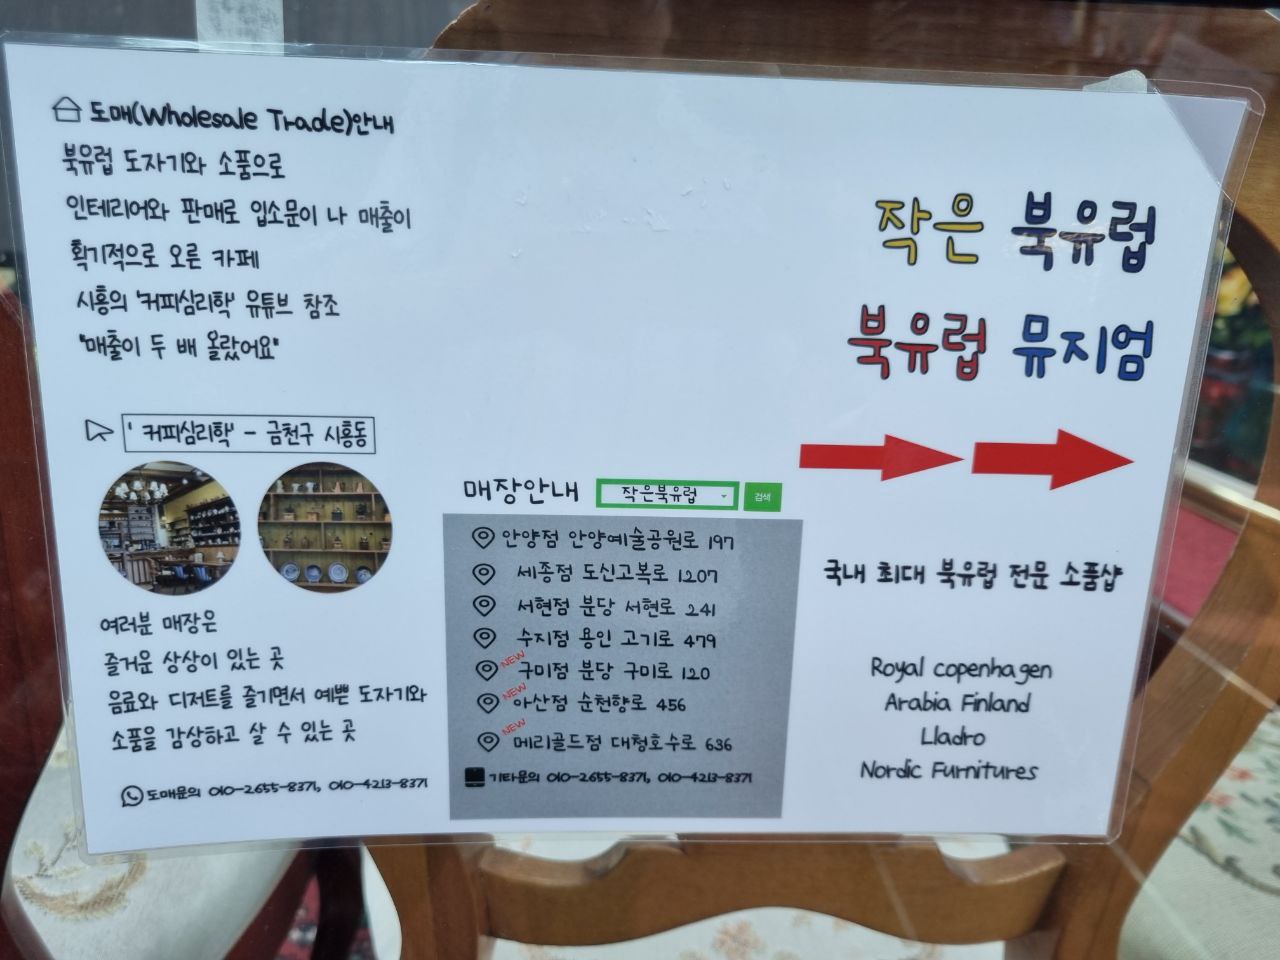 도매(Wholesale Trade)안내
북유럽 도자기와 소품으로
인테리어와 판매로 입소문이 나 매출이
획기적으로 오른 카페
시흥의 '커피심리학' 유튜브 참조
"매출이 두 배 올랐어요"
' 커피심리학' - 금천구 시흥동
여러분 매장은
즐거운 상상이 있는 곳
음료와 디저트를 즐기면서 예쁜 도자기와
소품을 감상하고 살 수 있는 곳
도매문의 010-2655-8371, 010-4213-8371
매장안내 작은북유럽 검색
안양점 안양예술공원로 197
세종점 도신고복로 1207
서현점 분당 서현로 241
수지점 용인 고기로 479
NEW 구미점 분당 구미로 120
NEW 아산점 순천향로 456
NEW 메리골드점 대청호수로 636
기타문의 010-2655-8371, 010-4213-8371
작은 북유럽
북유럽 뮤지엄
국내 최대 북유럽 전문 소품샵
Royal copenhagen
Arabia Finland
Lladro
Nordic Furnitures